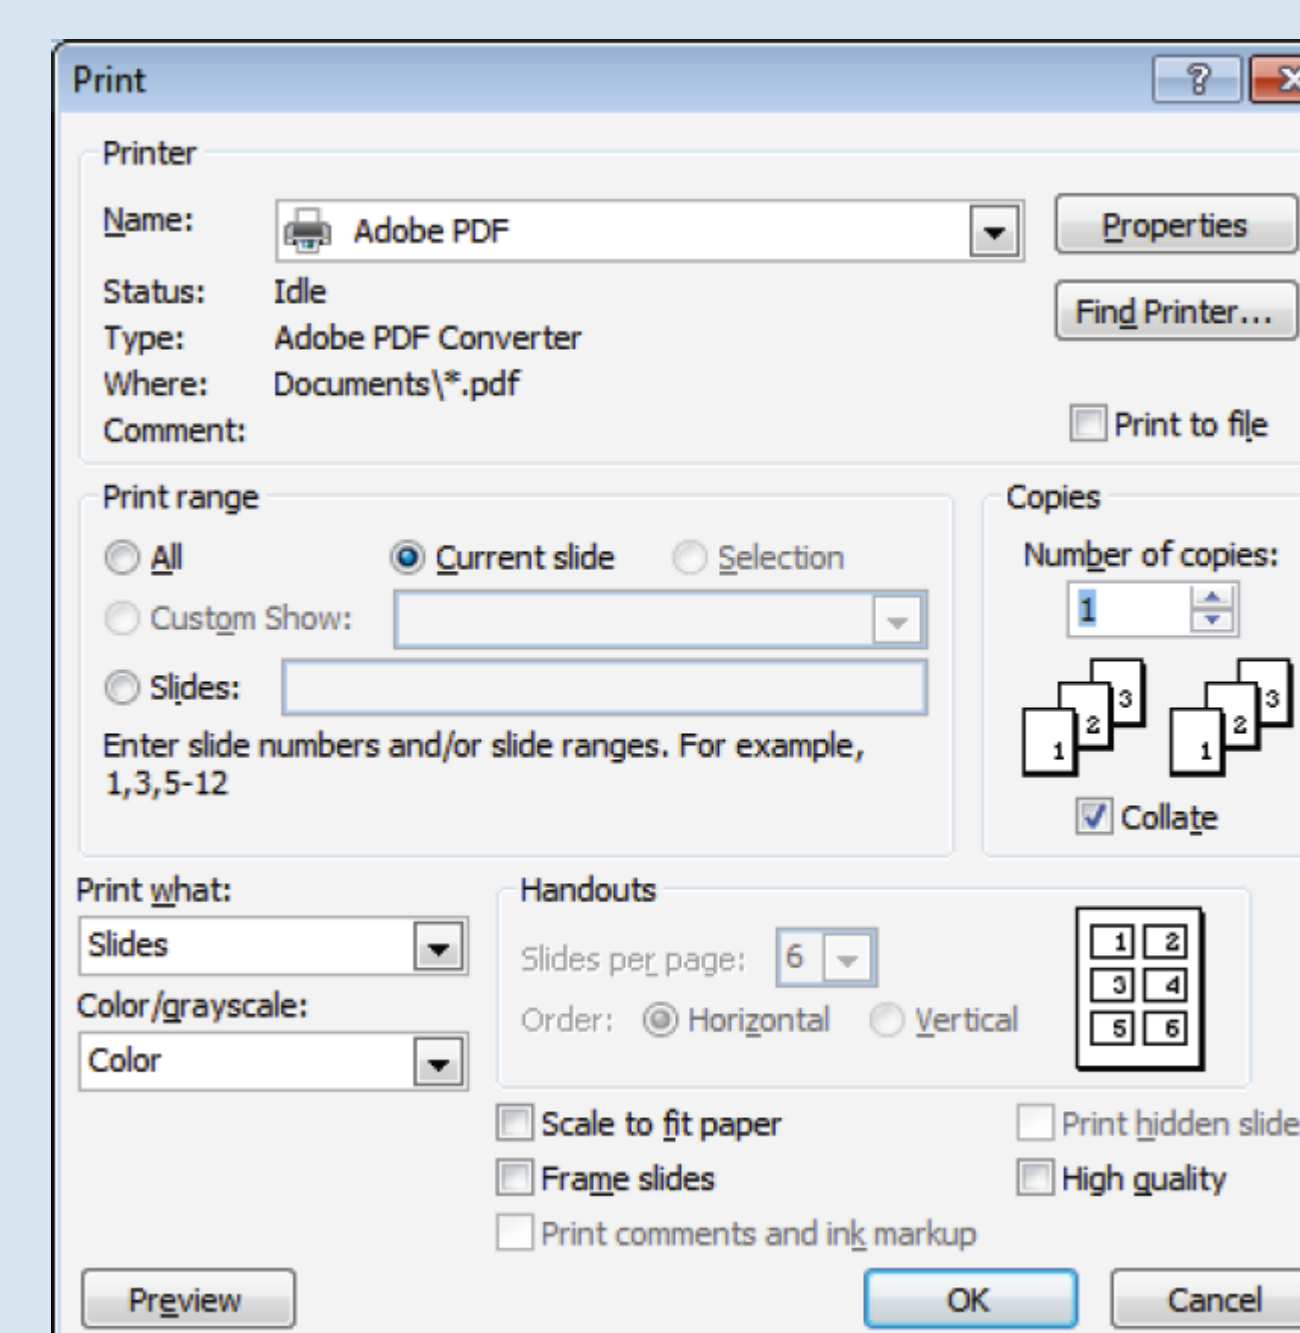 Print
Printer
Name: Adobe PDF Properties
Status: Idle Find Printer...
Type: Adobe PDF Converter
Where: Documents\*.pdf
Comment: Print to file
Print range
All Current slide Selection
Custom Show:
Slides:
Enter slide numbers and/or slide ranges. For example,
1,3,5-12
Copies
Number of copies:
1
3 3
2 2
1 1
Collate
Print what:
Slides
Color/grayscale:
Color
Handouts
Slides per page: 6
Order: Horizontal Vertical
1 2
3 4
5 6
Scale to fit paper Print hidden slide
Frame slides High quality
Print comments and ink markup
Preview OK Cancel